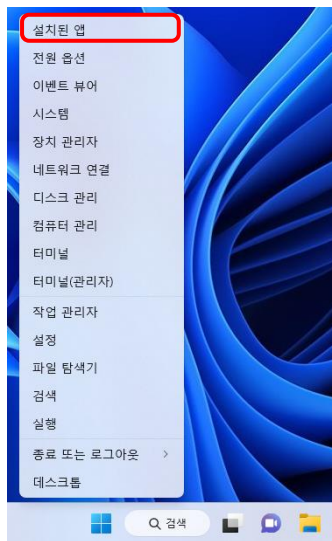 설치된 앱
전원 옵션
이벤트 뷰어
시스템
장치 관리자
네트워크 연결
디스크 관리
컴퓨터 관리
터미널
터미널(관리자)
작업 관리자
설정
파일 탐색기
검색
실행
종료 또는 로그아웃
데스크톱
검색